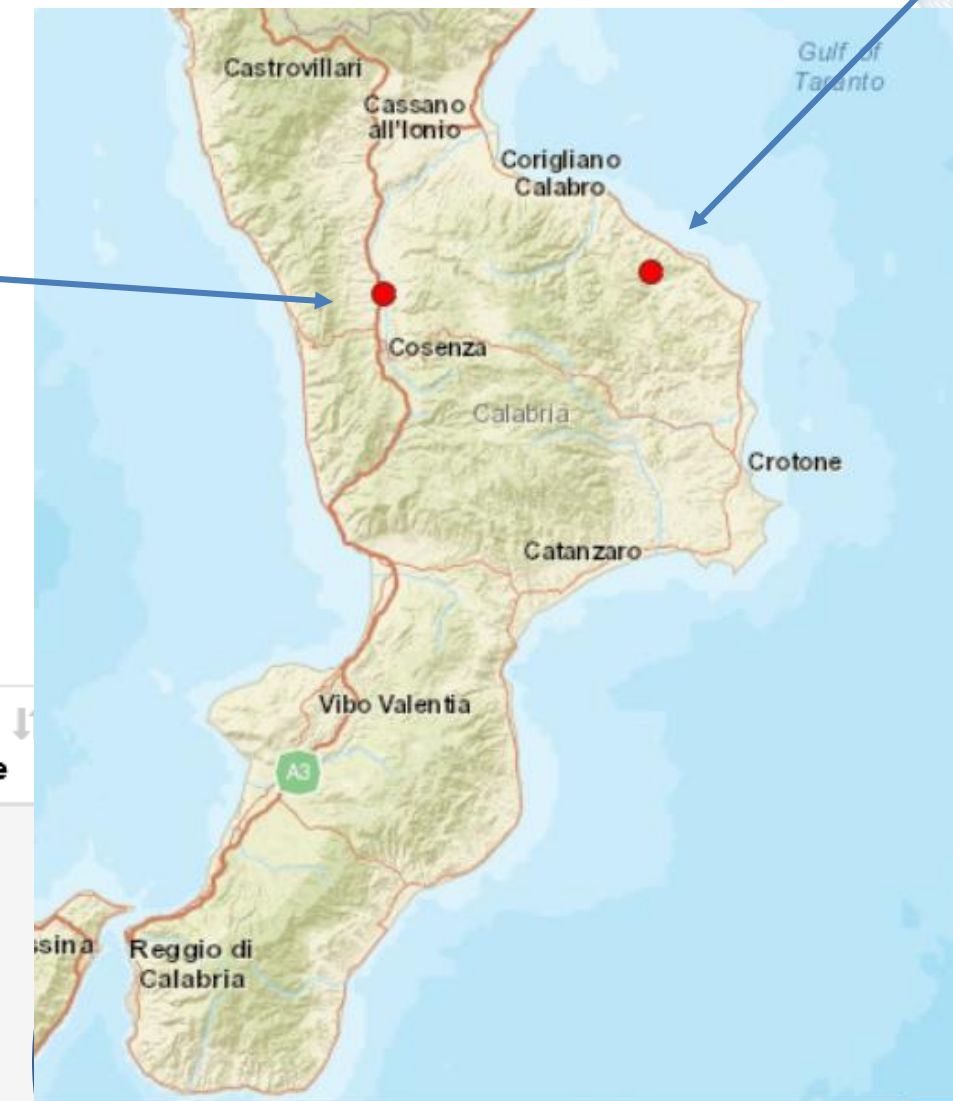 Gulf of
Taranto
Castrovillari
Cassano
all'Ionio
Corigliano
Calabro
Cosenza
Calabria
Crotone
Catanzaro
Vibo Valentia
A3
e
ssina
Reggio di
Calabria